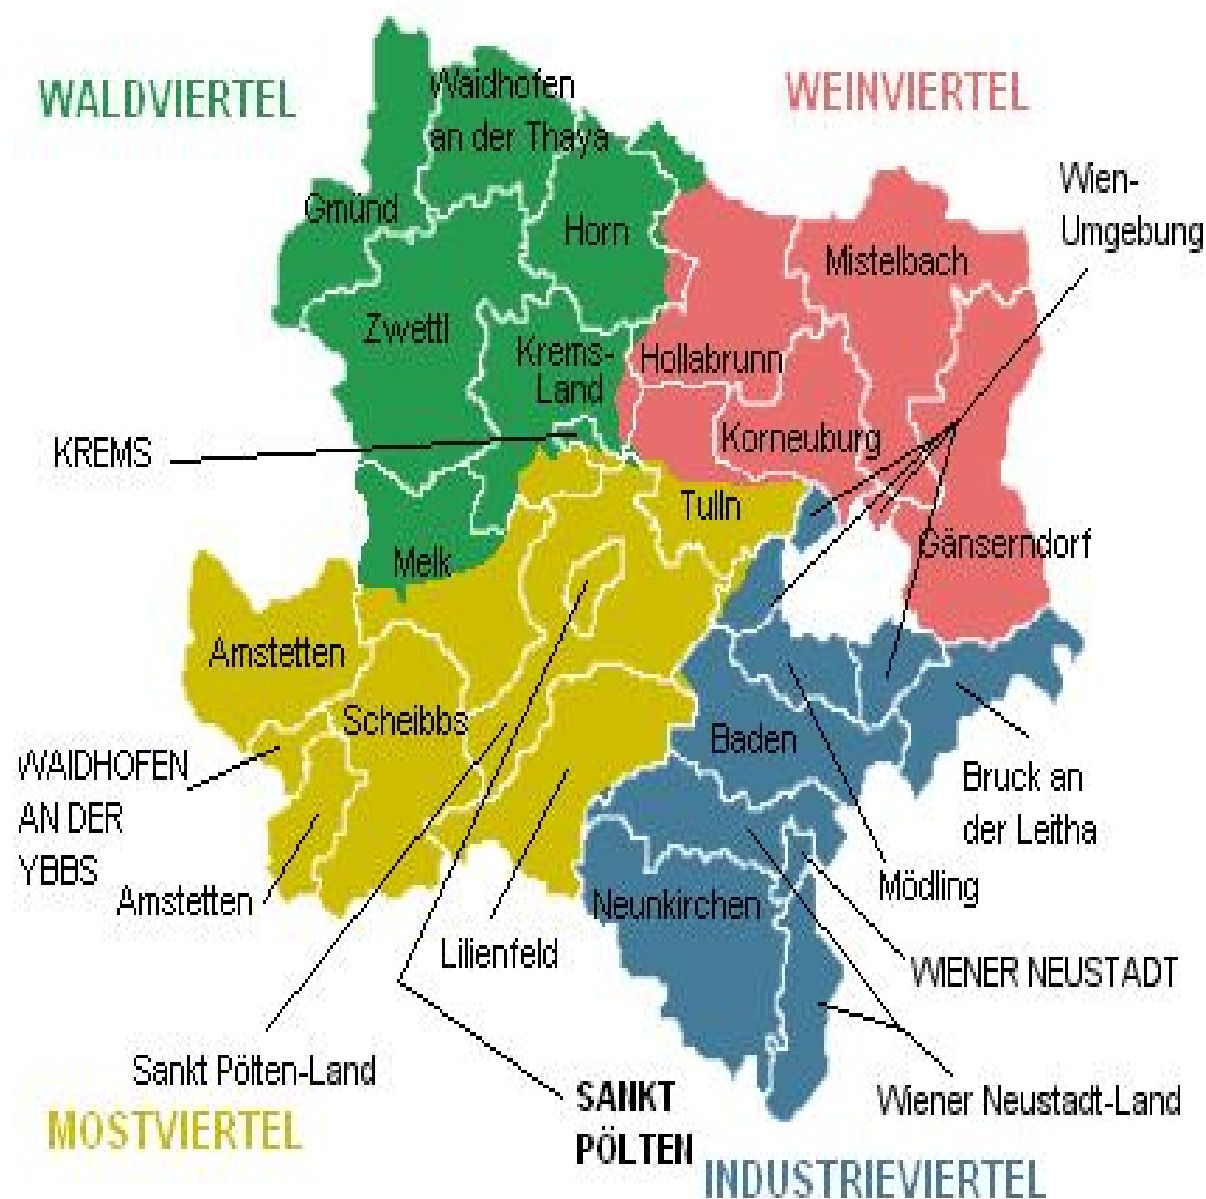 WALDVIERTEL
WEINVIERTEL
Waidhofen
an der Thaya
Wien-
Umgebung
Gmünd
Horn
Mistelbach
Zwettl
Krems-
Land
Hollabrunn
KREMS
Korneuburg
Tulln
Melk
Gänserndorf
Amstetten
Scheibbs
Baden
WAIDHOFEN
AN DER
YBBS
Bruck an
der Leitha
Amstetten
Mödling
Neunkirchen
Lilienfeld
WIENER NEUSTADT
Sankt Pölten-Land
SANKT
PÖLTEN
Wiener Neustadt-Land
MOSTVIERTEL
INDUSTRIEVIERTEL